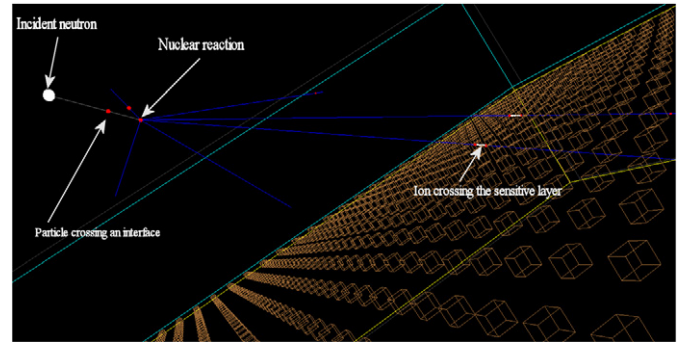 Incident neutron
Nuclear reaction
Ion crossing the sensitive layer
Particle crossing an interface